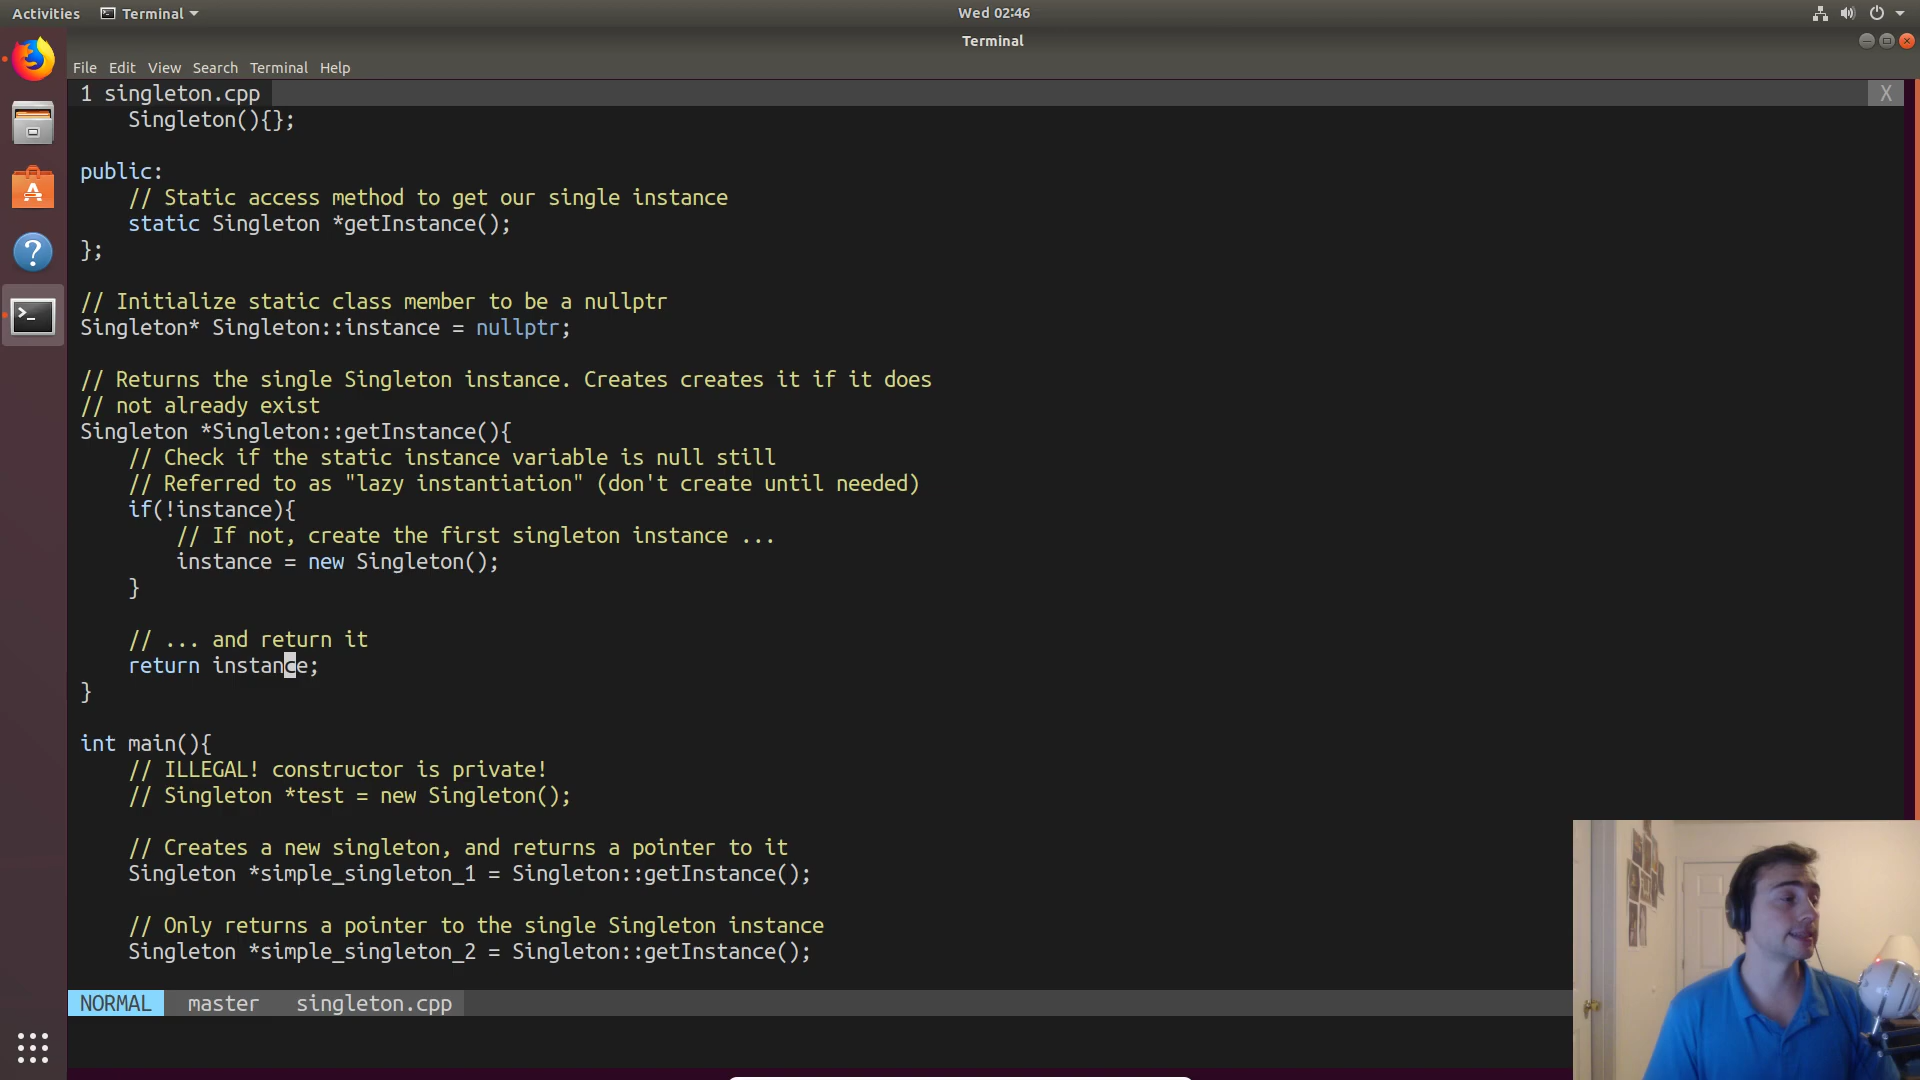 Activities Terminal Wed 02:46
Terminal
File Edit View Search Terminal Help
1 singleton.cpp X
    Singleton(){};
public:
    // Static access method to get our single instance
    static Singleton *getInstance();
};
// Initialize static class member to be a nullptr
Singleton* Singleton::instance = nullptr;
// Returns the single Singleton instance. Creates creates it if it does
// not already exist
Singleton *Singleton::getInstance(){
    // Check if the static instance variable is null still
    // Referred to as "lazy instantiation" (don't create until needed)
    if(!instance){
        // If not, create the first singleton instance ...
        instance = new Singleton();
    }
    // ... and return it
    return instance;
}
int main(){
    // ILLEGAL! constructor is private!
    // Singleton *test = new Singleton();
    // Creates a new singleton, and returns a pointer to it
    Singleton *simple_singleton_1 = Singleton::getInstance();
    // Only returns a pointer to the single Singleton instance
    Singleton *simple_singleton_2 = Singleton::getInstance();
NORMAL master singleton.cpp